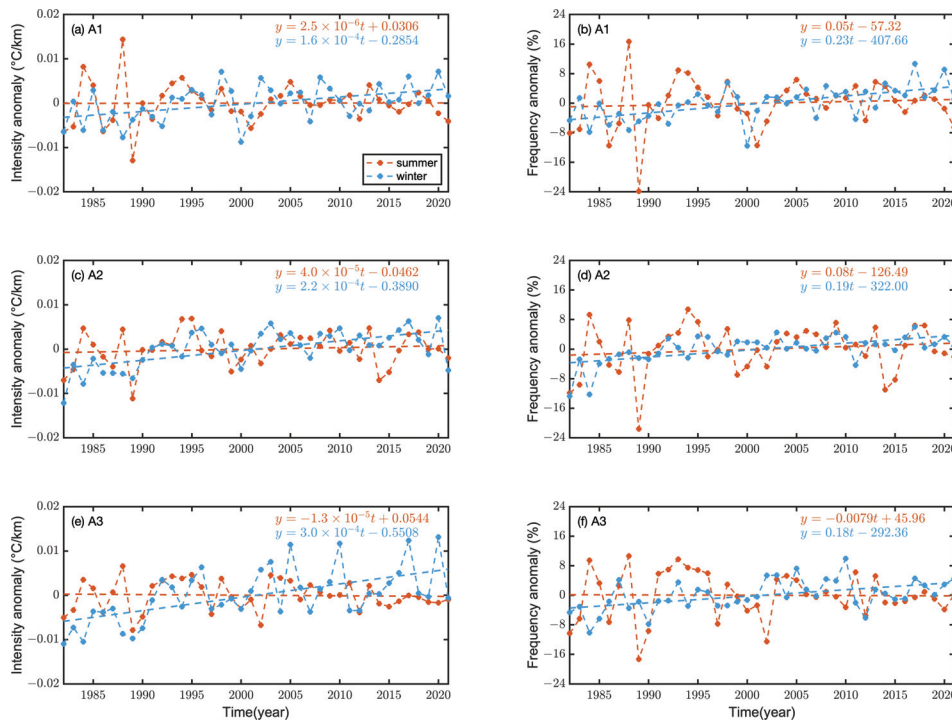 (a) A1
y = 2.5 × 10⁻⁶t + 0.0306
y = 1.6 × 10⁻⁴t − 0.2854
Intensity anomaly (°C/km)
0.02
0.01
0
−0.01
−0.02
summer
winter
1985 1990 1995 2000 2005 2010 2015 2020
(b) A1
y = 0.05t − 57.32
y = 0.23t − 407.66
Frequency anomaly (%)
24
16
8
0
−8
−16
−24
1985 1990 1995 2000 2005 2010 2015 2020
(c) A2
y = 4.0 × 10⁻⁵t − 0.0462
y = 2.2 × 10⁻⁴t − 0.3890
Intensity anomaly (°C/km)
0.02
0.01
0
−0.01
−0.02
1985 1990 1995 2000 2005 2010 2015 2020
(d) A2
y = 0.08t − 126.49
y = 0.19t − 322.00
Frequency anomaly (%)
24
16
8
0
−8
−16
−24
1985 1990 1995 2000 2005 2010 2015 2020
(e) A3
y = −1.3 × 10⁻⁵t + 0.0544
y = 3.0 × 10⁻⁴t − 0.5508
Intensity anomaly (°C/km)
0.02
0.01
0
−0.01
−0.02
1985 1990 1995 2000 2005 2010 2015 2020
Time(year)
(f) A3
y = −0.0079t + 45.96
y = 0.18t − 292.36
Frequency anomaly (%)
24
16
8
0
−8
−16
−24
1985 1990 1995 2000 2005 2010 2015 2020
Time(year)